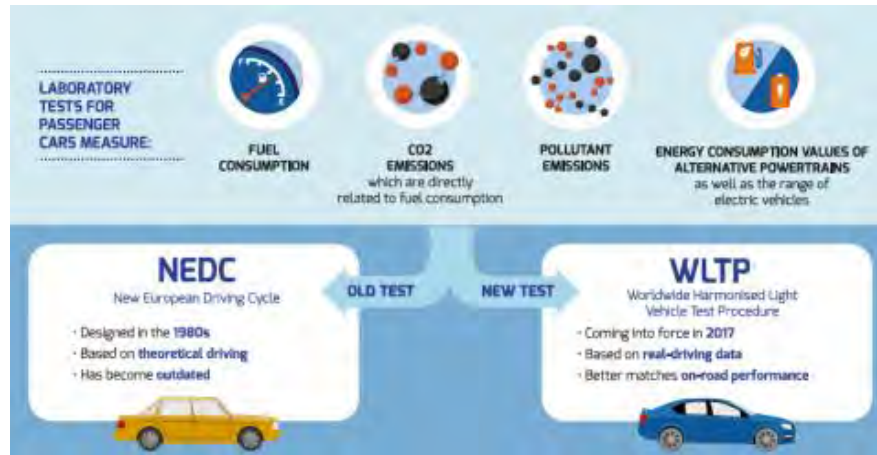 LABORATORY
TESTS FOR
PASSENGER
CARS MEASURE:
FUEL
CONSUMPTION
CO2
EMISSIONS
which are directly
related to fuel consumption
POLLUTANT
EMISSIONS
ENERGY CONSUMPTION VALUES OF
ALTERNATIVE POWERTRAINS
as well as the range of
electric vehicles
OLD TEST
NEW TEST
NEDC
New European Driving Cycle
· Designed in the 1980s
· Based on theoretical driving
· Has become outdated
WLTP
Worldwide Harmonised Light
Vehicle Test Procedure
· Coming into force in 2017
· Based on real-driving data
· Better matches on-road performance